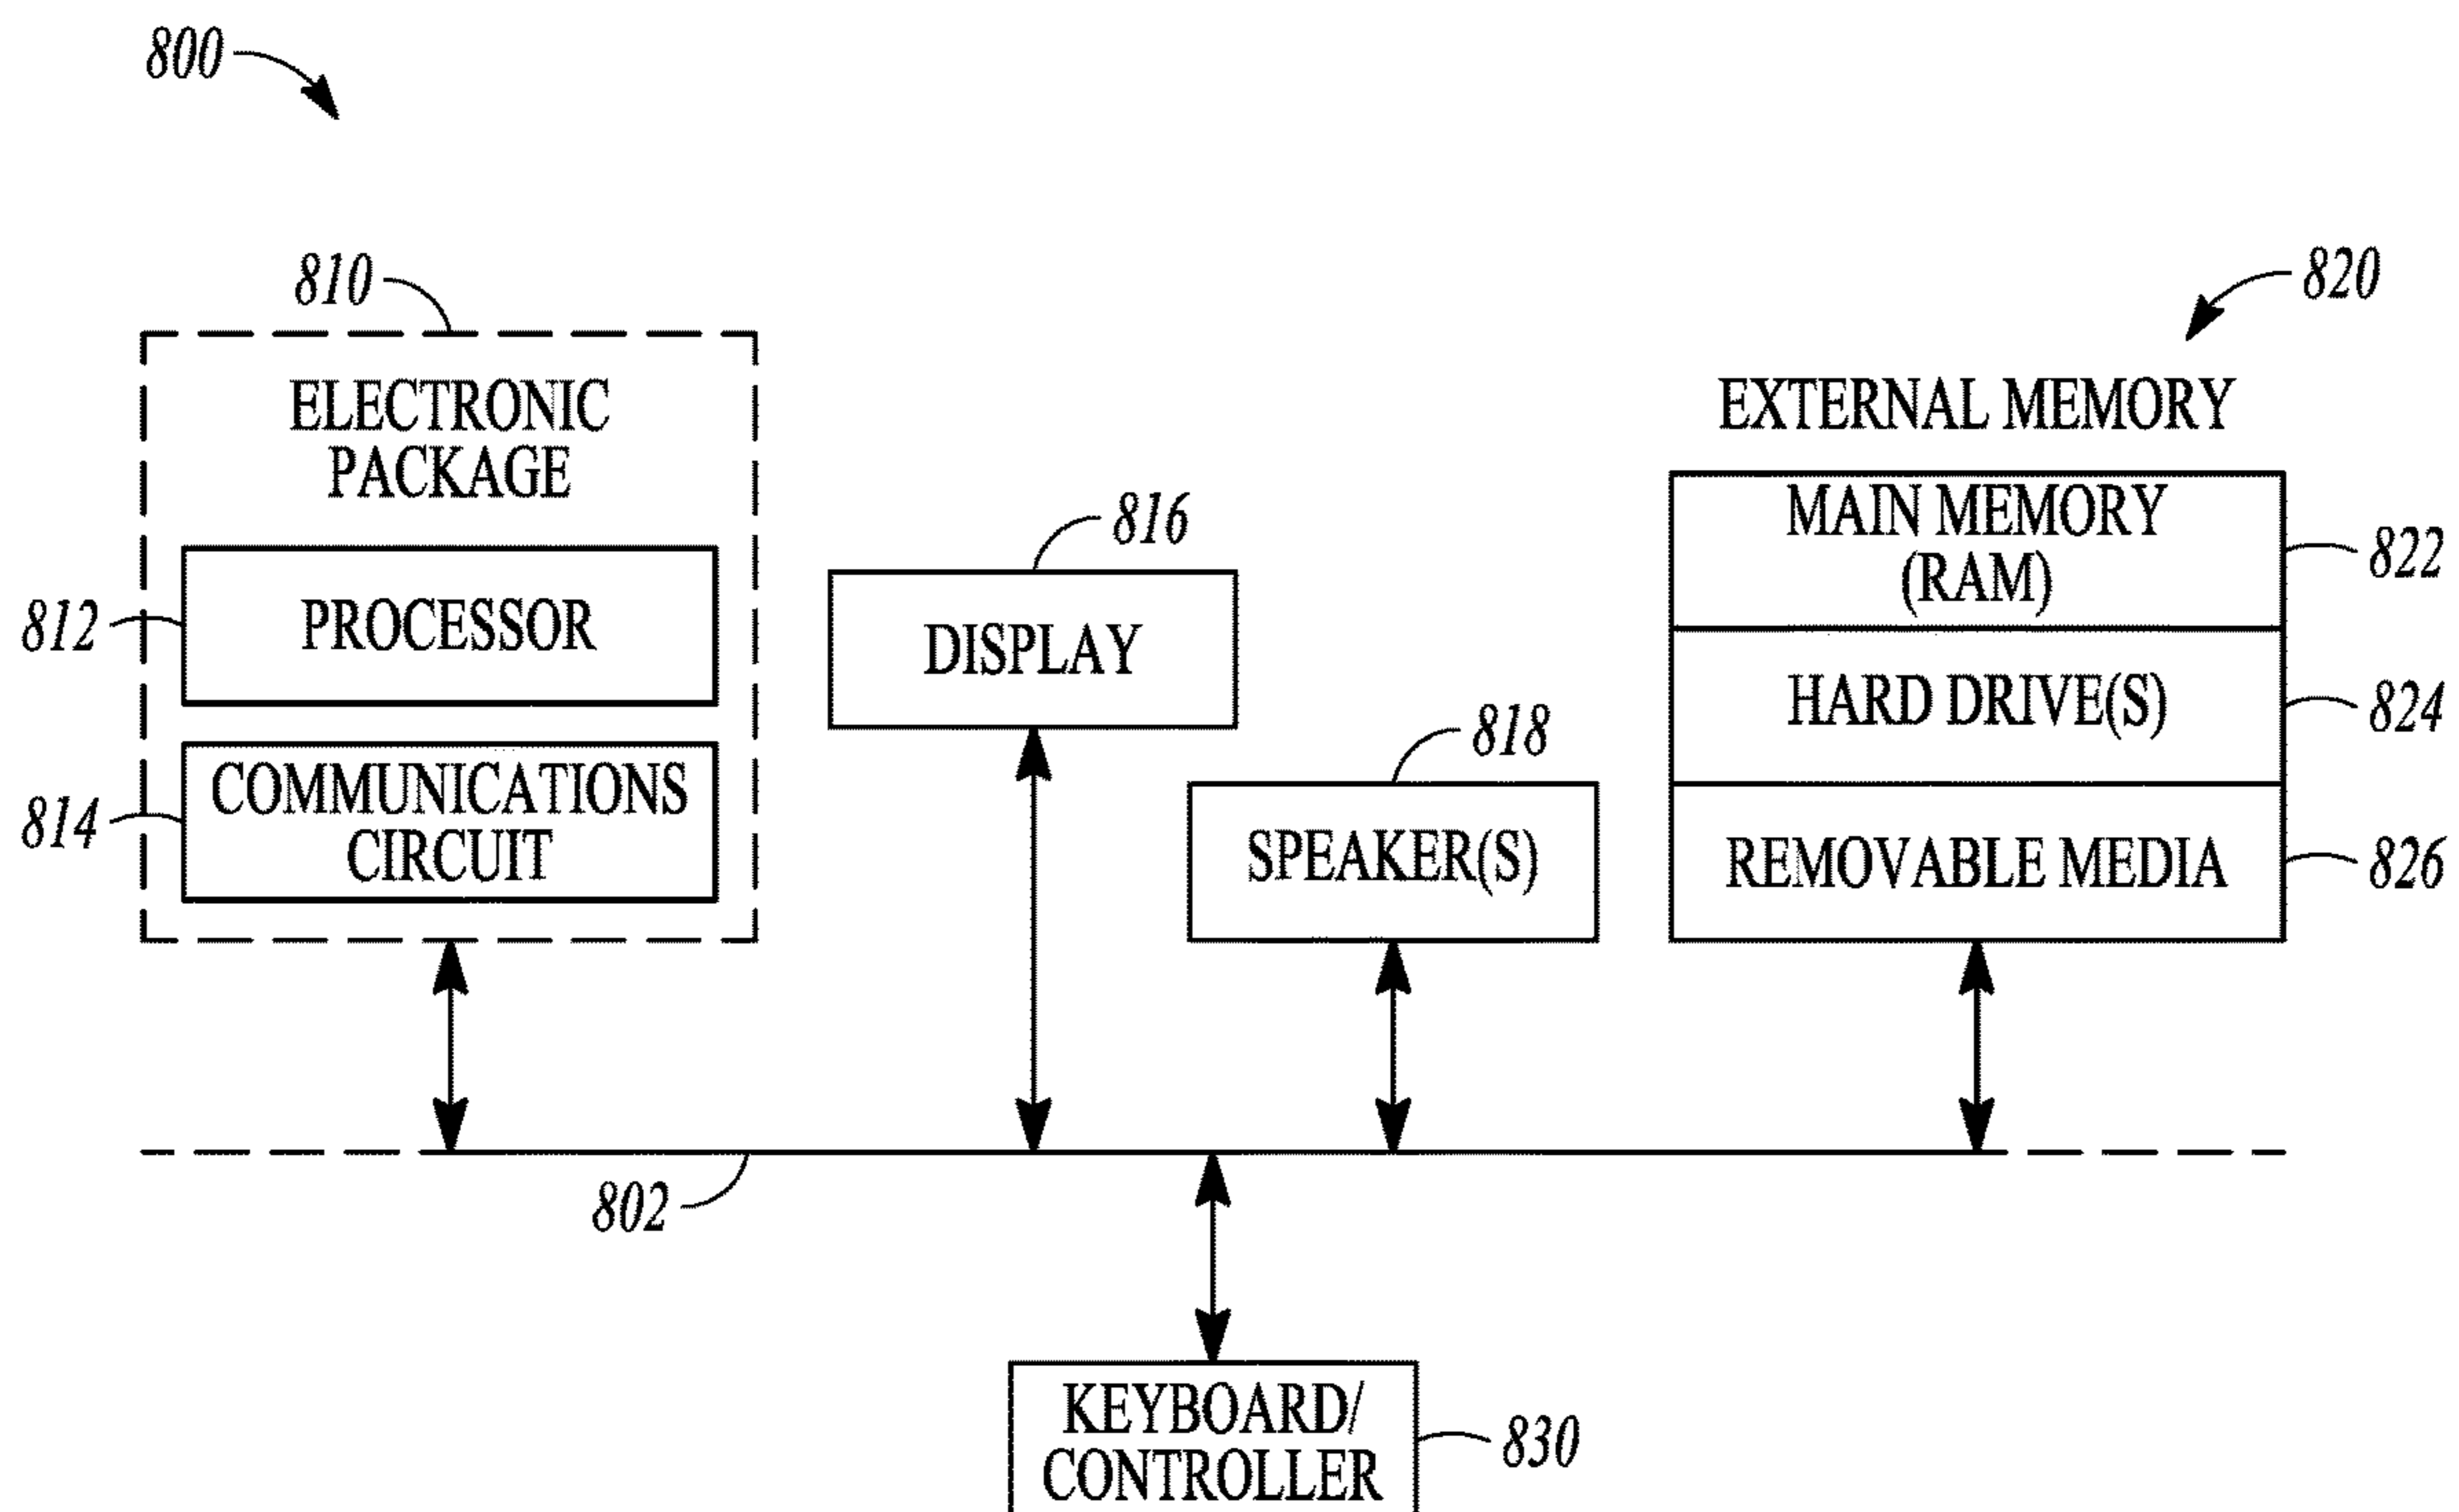 800
810
820
ELECTRONIC
PACKAGE
EXTERNAL MEMORY
816
MAIN MEMORY
(RAM)
822
812
PROCESSOR
DISPLAY
HARD DRIVE(S)
824
818
814
COMMUNICATIONS
CIRCUIT
SPEAKER(S)
REMOVABLE MEDIA
826
802
KEYBOARD/
CONTROLLER
830